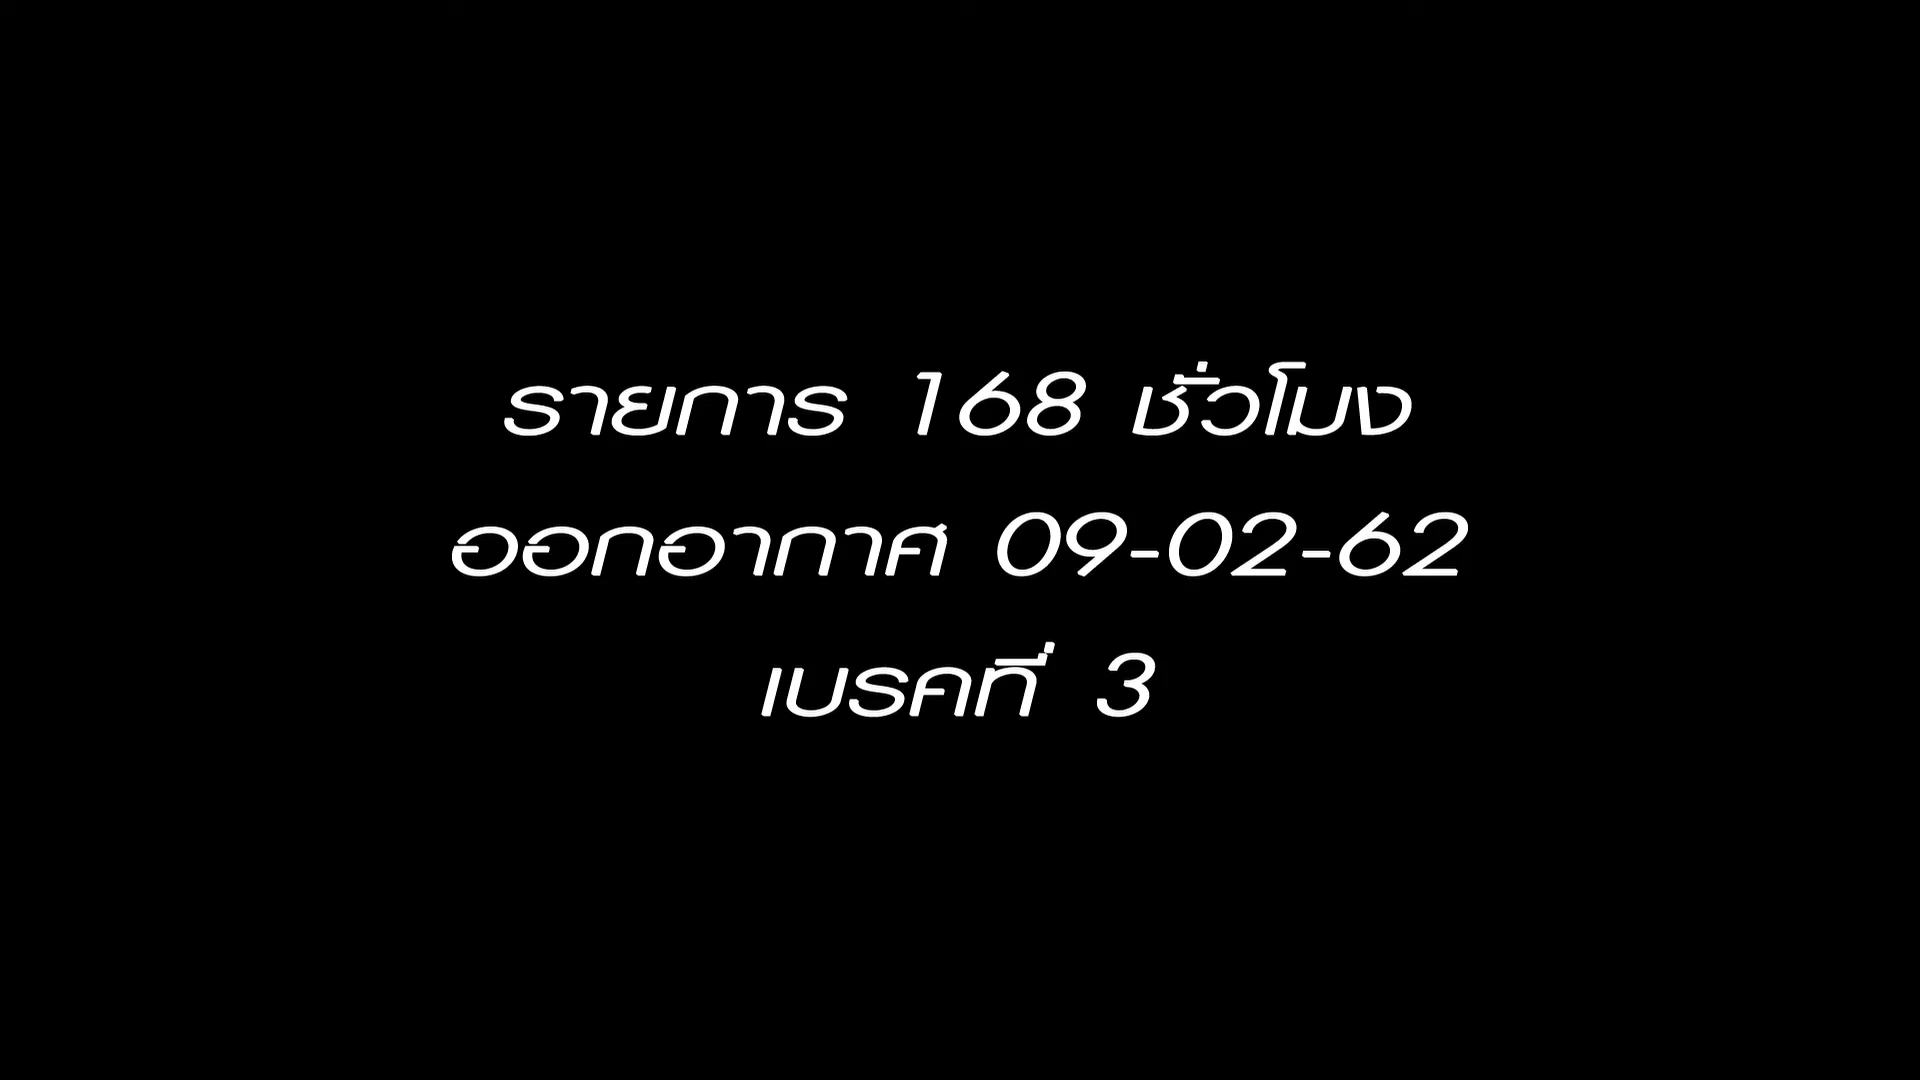 รายการ 168 ชั่วโมง
ออกอากาศ 09-02-62
เบรคที่ 3